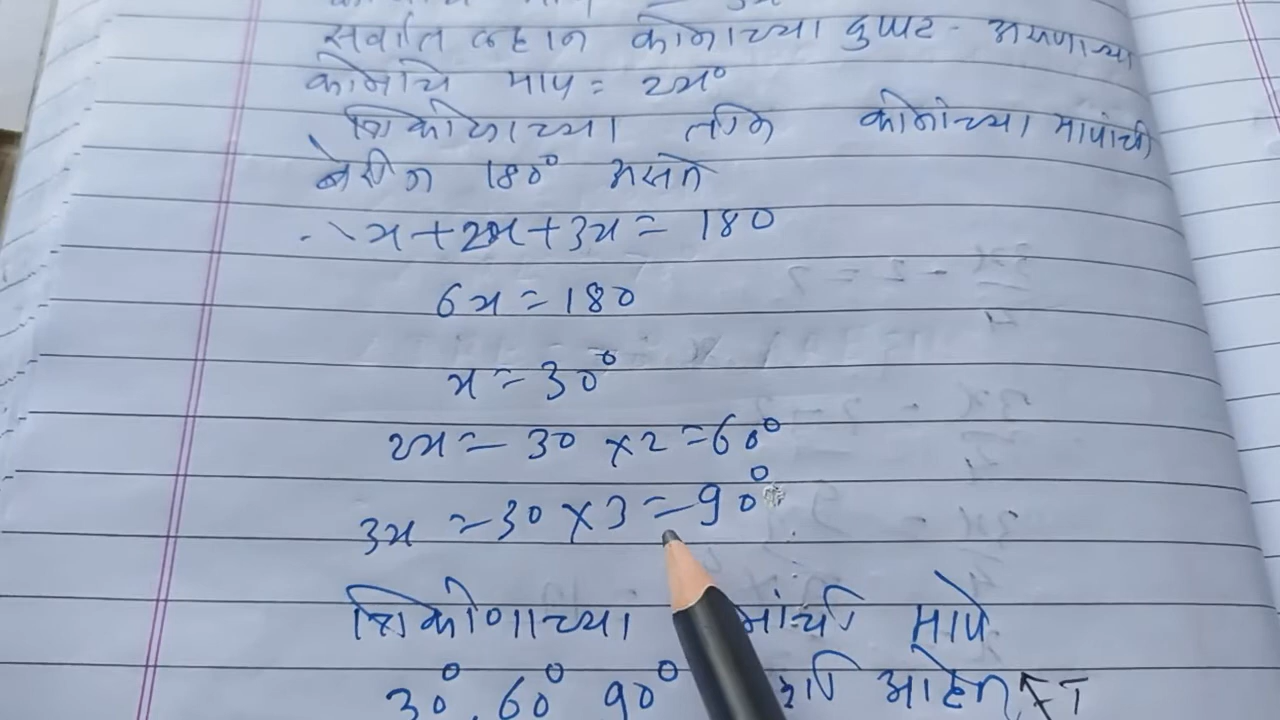 सर्वात लहान कोनाच्या दुप्पट - असणाऱ्या
कोनाचे माप = 2x°
त्रिकोणाच्या तीन कोनांच्या मापांची
बेरीज 180° असते
∴ x + 2x + 3x = 180
6x = 180
x = 30°
2x = 30 × 2 = 60°
3x = 30 × 3 = 90°
त्रिकोणाच्या मापे
30°, 60° 90° आहेत